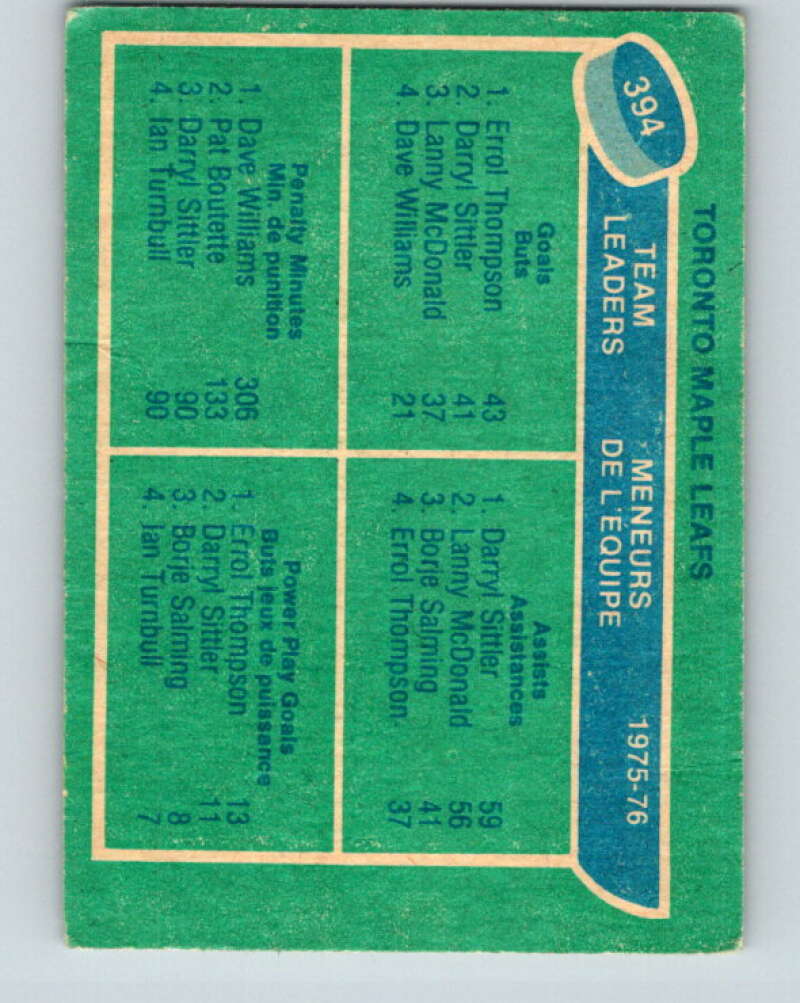 TORONTO MAPLE LEAFS
394
TEAM LEADERS
MENEURS DE L'ÉQUIPE
1975-76
Goals
Buts
1. Errol Thompson 43
2. Darryl Sittler 41
3. Lanny McDonald 37
4. Dave Williams 21
Assists
Assistances
1. Darryl Sittler 59
2. Lanny McDonald 56
3. Borje Salming 41
4. Errol Thompson 37
Penalty Minutes
Min. de punition
1. Dave Williams 306
2. Pat Boutette 133
3. Darryl Sittler 90
4. Ian Turnbull 90
Power Play Goals
Buts jeux de puissance
1. Errol Thompson 13
2. Darryl Sittler 11
3. Borje Salming 8
4. Ian Turnbull 7